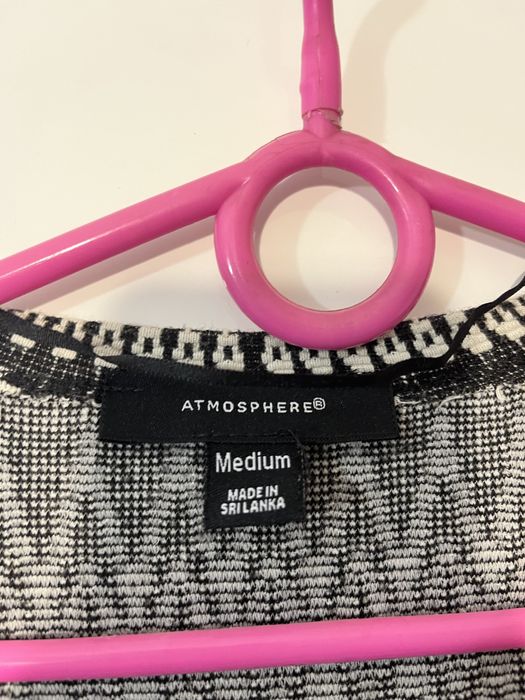 ATMOSPHERE®
Medium
MADE IN
SRI LANKA